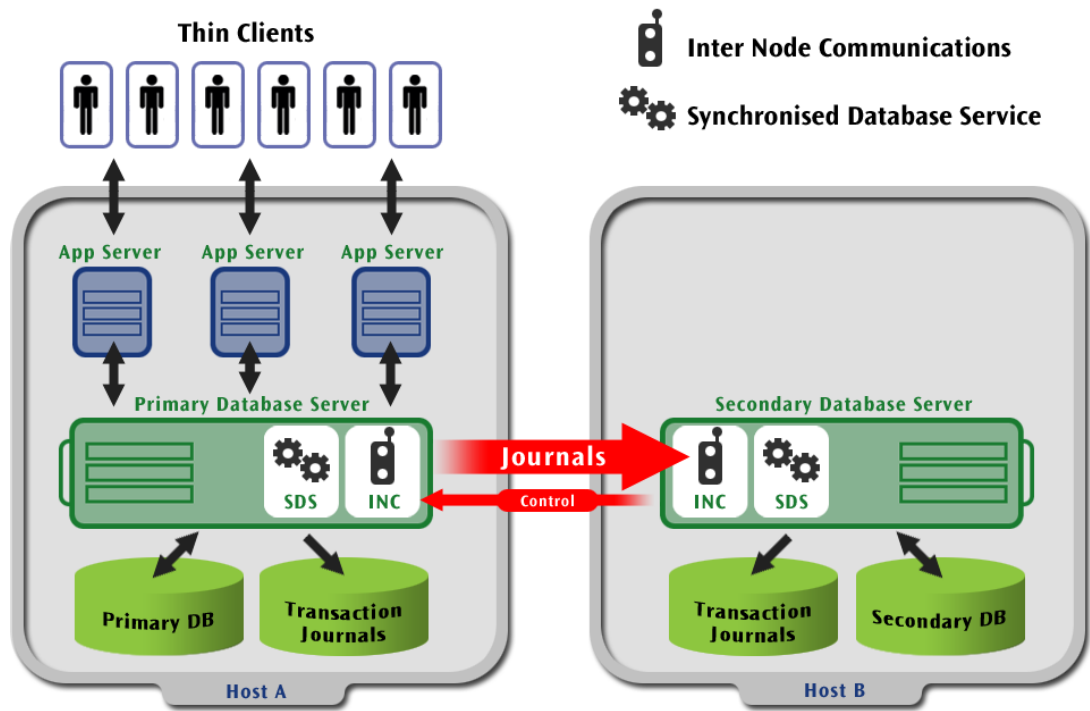 Thin Clients
Inter Node Communications
Synchronised Database Service
App Server
App Server
App Server
Primary Database Server
SDS
INC
Journals
Control
Secondary Database Server
INC
SDS
Primary DB
Transaction
Journals
Transaction
Journals
Secondary DB
Host A
Host B